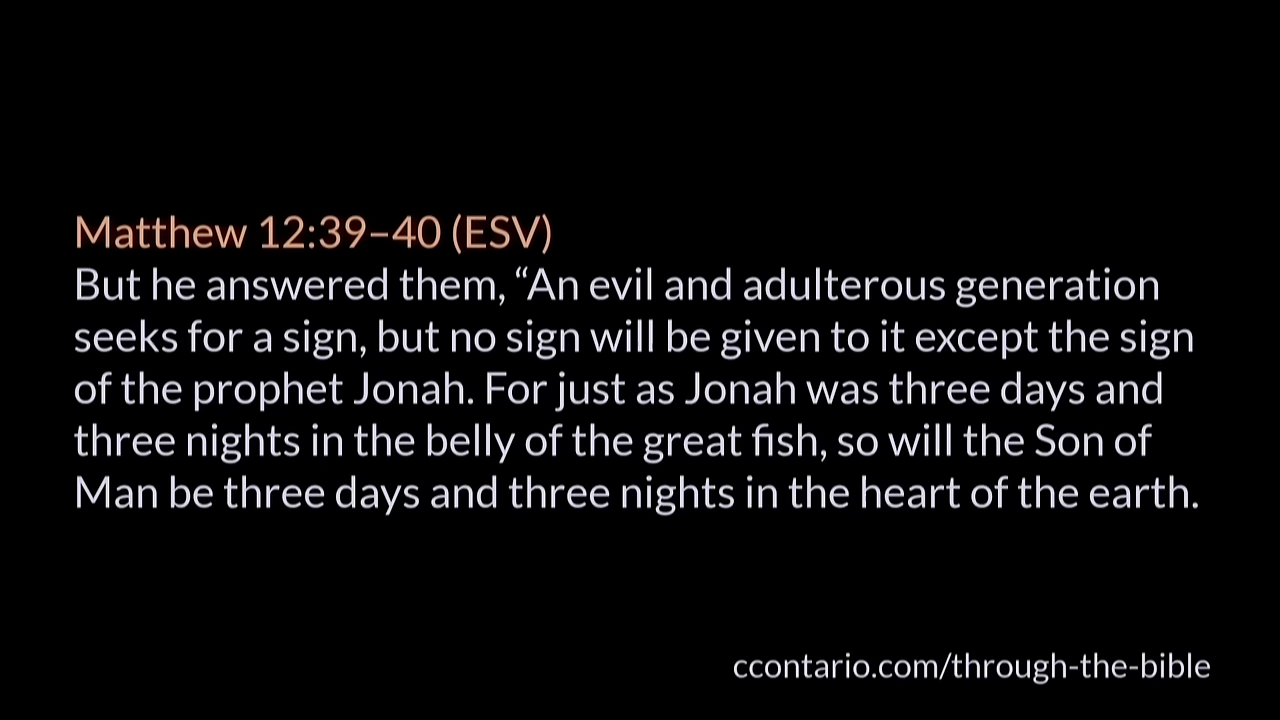 Matthew 12:39–40 (ESV)
But he answered them, “An evil and adulterous generation
seeks for a sign, but no sign will be given to it except the sign
of the prophet Jonah. For just as Jonah was three days and
three nights in the belly of the great fish, so will the Son of
Man be three days and three nights in the heart of the earth.
ccontario.com/through-the-bible